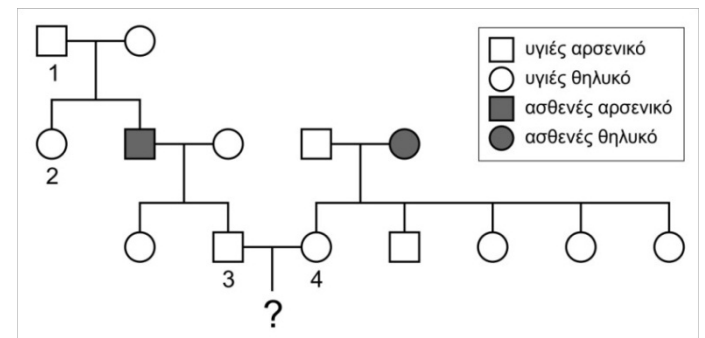 υγιές αρσενικό
υγιές θηλυκό
ασθενές αρσενικό
ασθενές θηλυκό
1
2
3
4
?